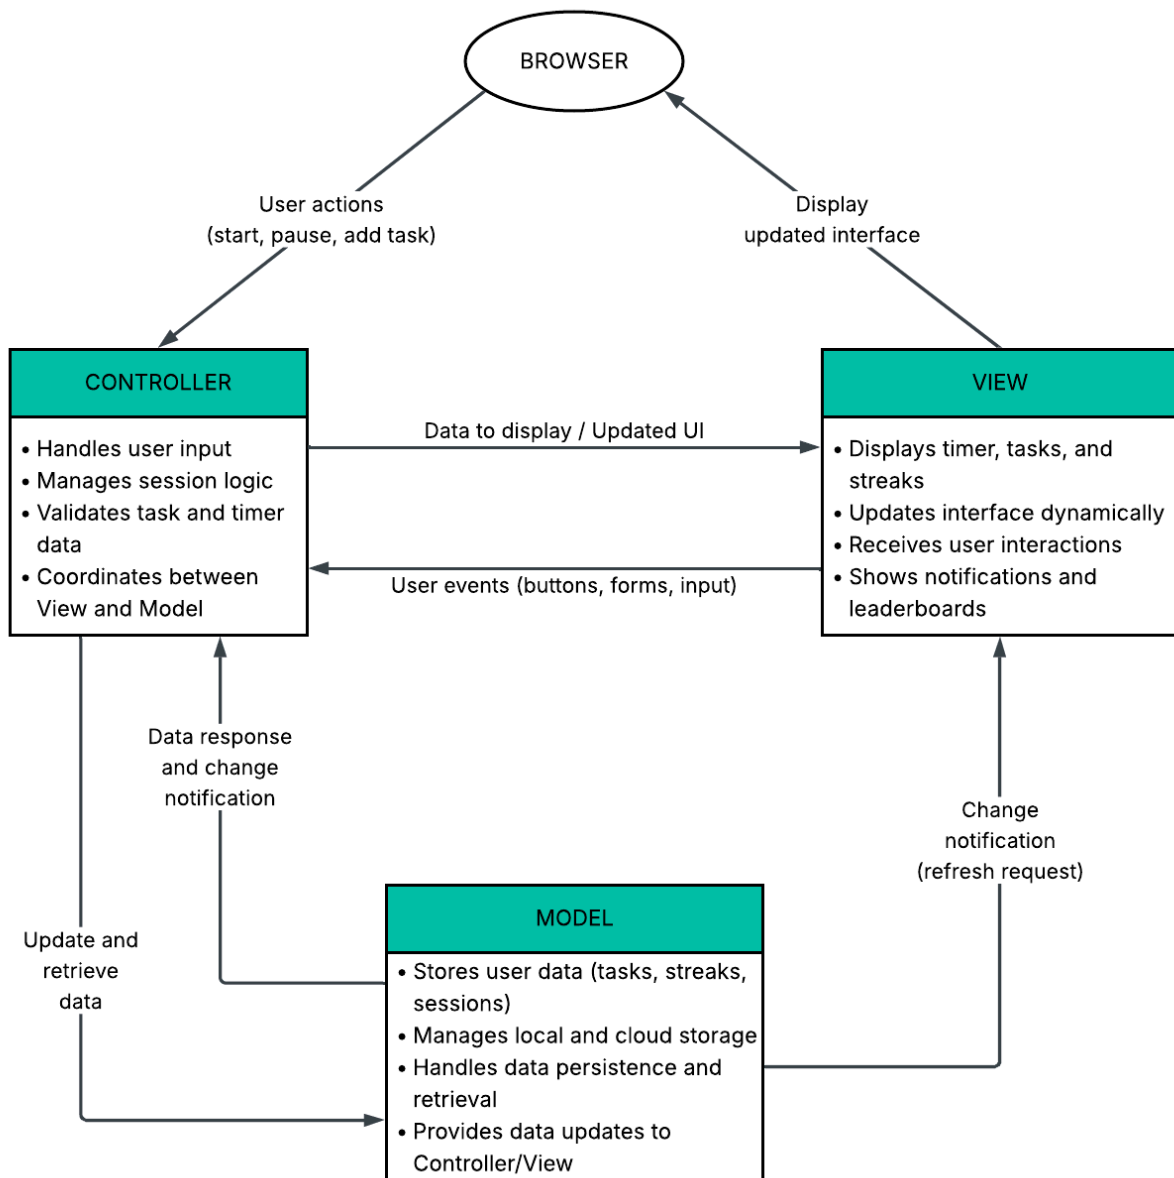 BROWSER
User actions
(start, pause, add task)
Display
updated interface
CONTROLLER
• Handles user input
• Manages session logic
• Validates task and timer
data
• Coordinates between
View and Model
Data to display / Updated UI
User events (buttons, forms, input)
VIEW
• Displays timer, tasks, and
streaks
• Updates interface dynamically
• Receives user interactions
• Shows notifications and
leaderboards
Data response
and change
notification
Change
notification
(refresh request)
Update and
retrieve
data
MODEL
• Stores user data (tasks, streaks,
sessions)
• Manages local and cloud storage
• Handles data persistence and
retrieval
• Provides data updates to
Controller/View